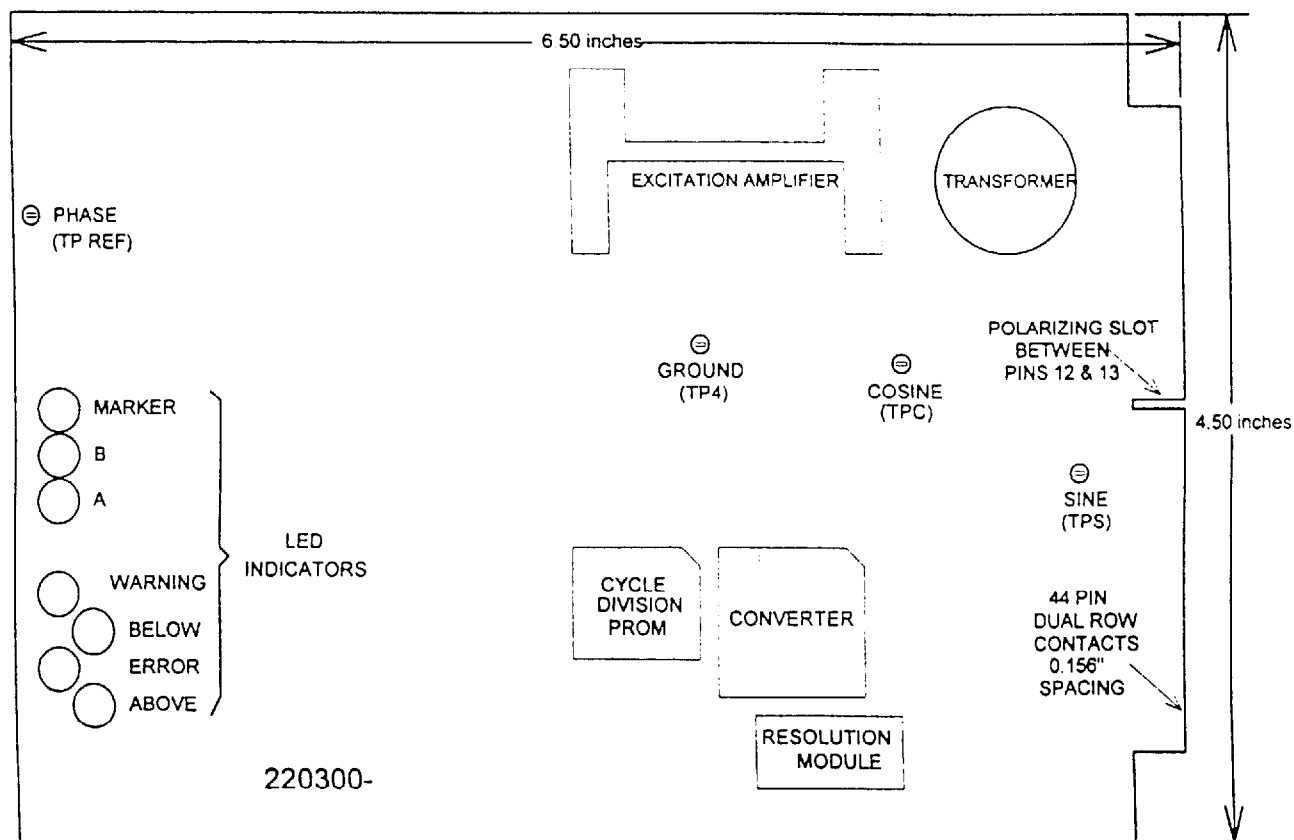 6.50 inches
EXCITATION AMPLIFIER
TRANSFORMER
PHASE
(TP REF)
GROUND
(TP4)
COSINE
(TPC)
POLARIZING SLOT
BETWEEN
PINS 12 & 13
4.50 inches
MARKER
B
A
SINE
(TPS)
LED
INDICATORS
WARNING
BELOW
ERROR
ABOVE
CYCLE
DIVISION
PROM
CONVERTER
44 PIN
DUAL ROW
CONTACTS
0.156"
SPACING
RESOLUTION
MODULE
220300-